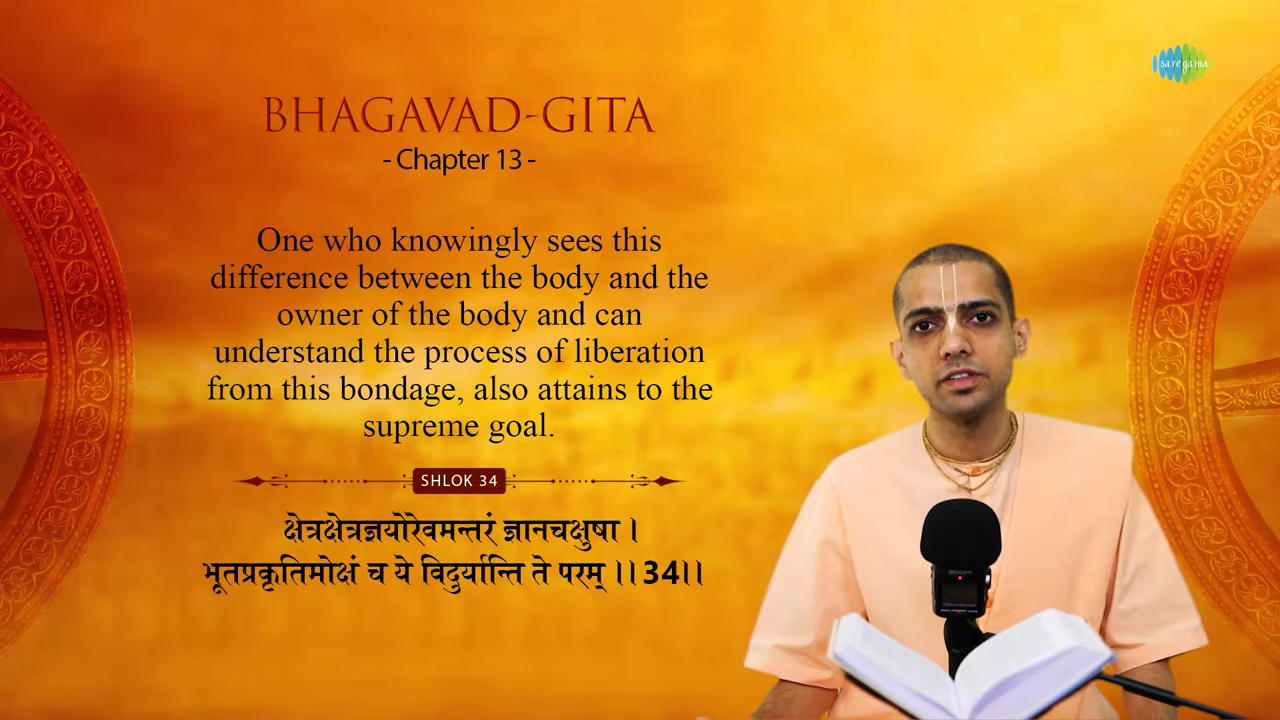 saregama
BHAGAVAD-GITA
- Chapter 13 -
One who knowingly sees this
difference between the body and the
owner of the body and can
understand the process of liberation
from this bondage, also attains to the
supreme goal.
SHLOK 34
क्षेत्रक्षेत्रज्ञयोरेवमन्तरं ज्ञानचक्षुषा ।
भूतप्रकृतिमोक्षं च ये विदुर्यान्ति ते परम् ।। 34।।